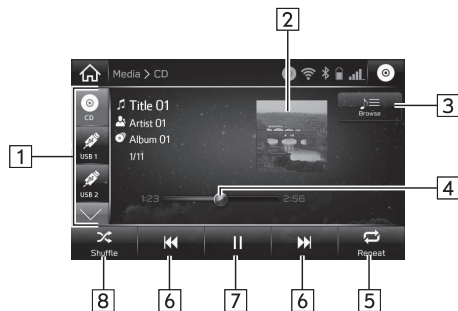 2
Media > CD
3
Title 01
Artist 01
Album 01
1/11
Browse
CD
1
USB 1
USB 2
4
1:23
2:56
Shuffle
Repeat
8
6
7
6
5